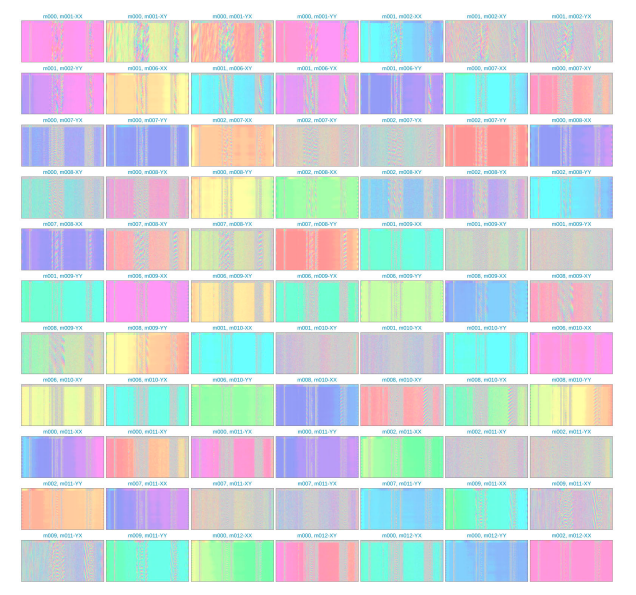 m000, m001-XX m000, m001-XY m000, m001-YX m000, m001-YY m001, m002-XX m001, m002-XY m001, m002-YX
m001, m002-YY m001, m006-XX m001, m006-XY m001, m006-YX m001, m006-YY m000, m007-XX m000, m007-XY
m000, m007-YX m000, m007-YY m002, m007-XX m002, m007-XY m002, m007-YX m002, m007-YY m000, m008-XX
m000, m008-XY m000, m008-YX m000, m008-YY m002, m008-XX m002, m008-XY m002, m008-YX m002, m008-YY
m007, m008-XX m007, m008-XY m007, m008-YX m007, m008-YY m001, m009-XX m001, m009-XY m001, m009-YX
m001, m009-YY m006, m009-XX m006, m009-XY m006, m009-YX m006, m009-YY m008, m009-XX m008, m009-XY
m008, m009-YX m008, m009-YY m001, m010-XX m001, m010-XY m001, m010-YX m001, m010-YY m006, m010-XX
m006, m010-XY m006, m010-YX m006, m010-YY m008, m010-XX m008, m010-XY m008, m010-YX m008, m010-YY
m000, m011-XX m000, m011-XY m000, m011-YX m000, m011-YY m002, m011-XX m002, m011-XY m002, m011-YX
m002, m011-YY m007, m011-XX m007, m011-XY m007, m011-YX m007, m011-YY m009, m011-XX m009, m011-XY
m009, m011-YX m009, m011-YY m000, m012-XX m000, m012-XY m000, m012-YX m000, m012-YY m002, m012-XX